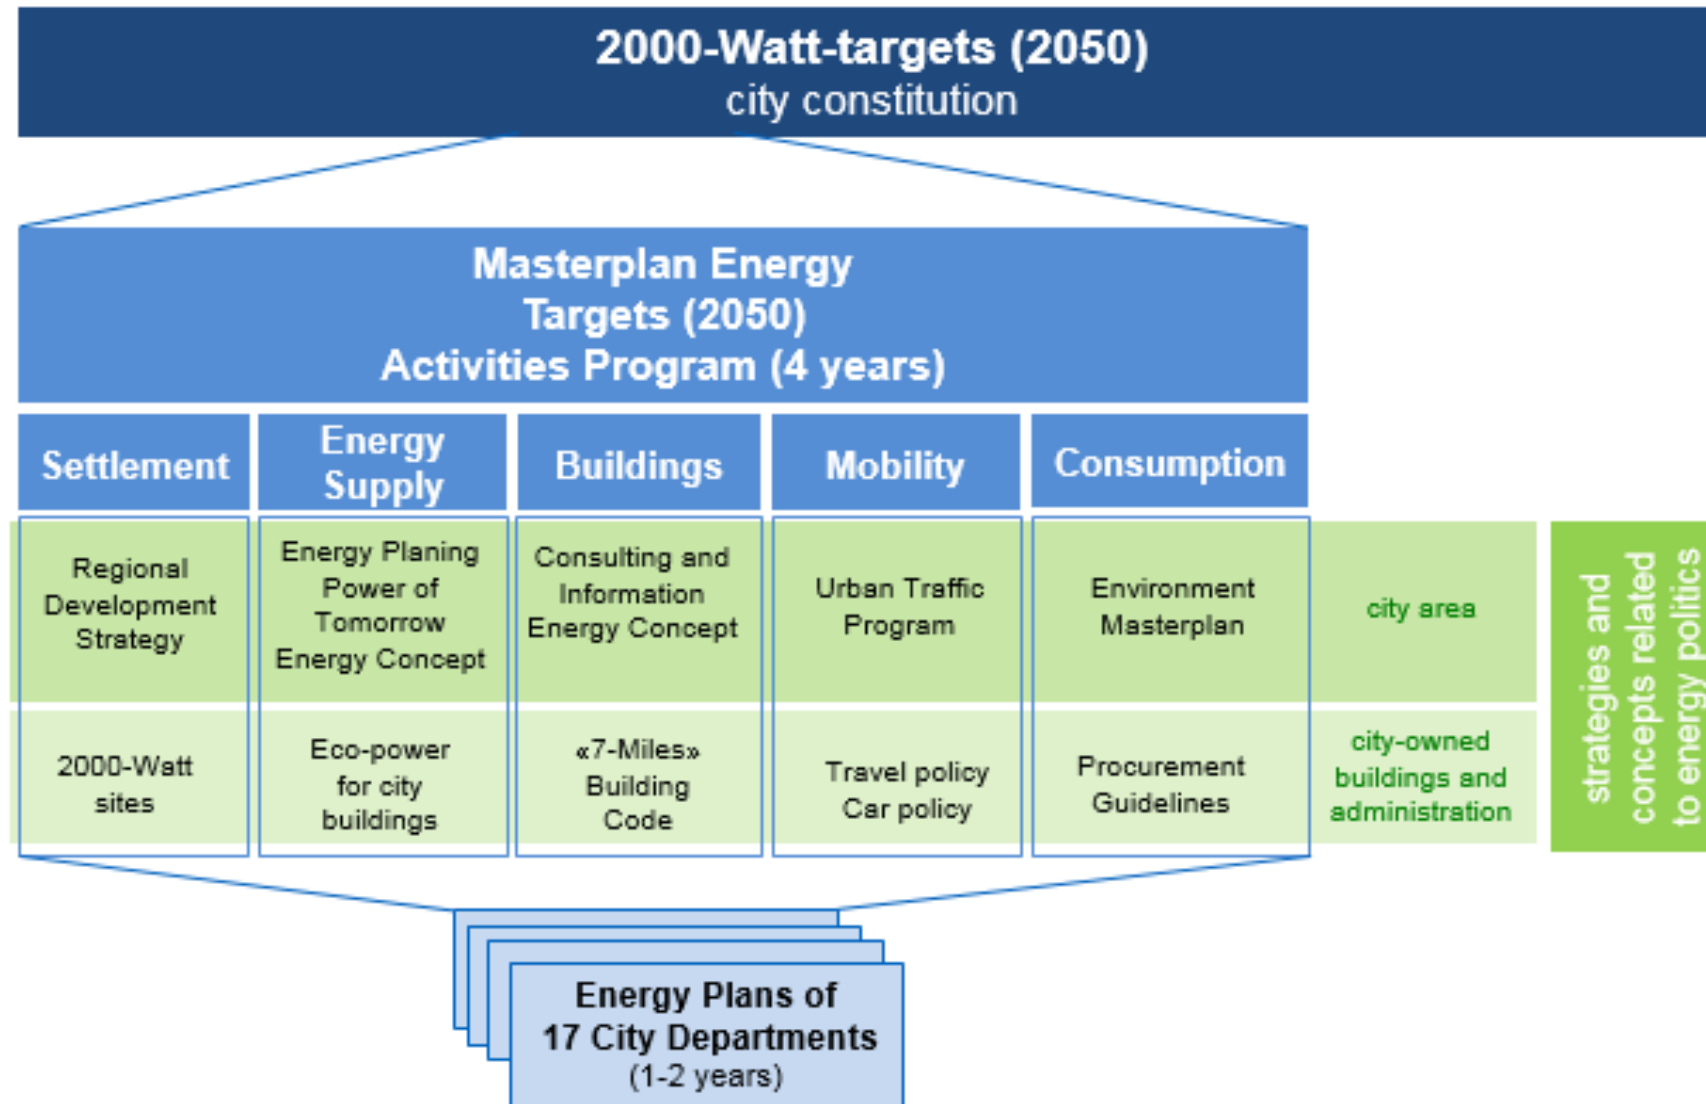 2000-Watt-targets (2050)
city constitution
Masterplan Energy
Targets (2050)
Activities Program (4 years)
Settlement
Energy
Supply
Buildings
Mobility
Consumption
Regional
Development
Strategy
Energy Planing
Power of
Tomorrow
Energy Concept
Consulting and
Information
Energy Concept
Urban Traffic
Program
Environment
Masterplan
city area
2000-Watt
sites
Eco-power
for city
buildings
«7-Miles»
Building
Code
Travel policy
Car policy
Procurement
Guidelines
city-owned
buildings and
administration
strategies and
concepts related
to energy politics
Energy Plans of
17 City Departments
(1-2 years)